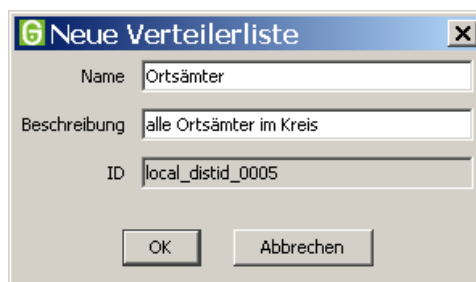 G Neue Verteilerliste
Name Ortsämter
Beschreibung alle Ortsämter im Kreis
ID local_distid_0005
OK Abbrechen